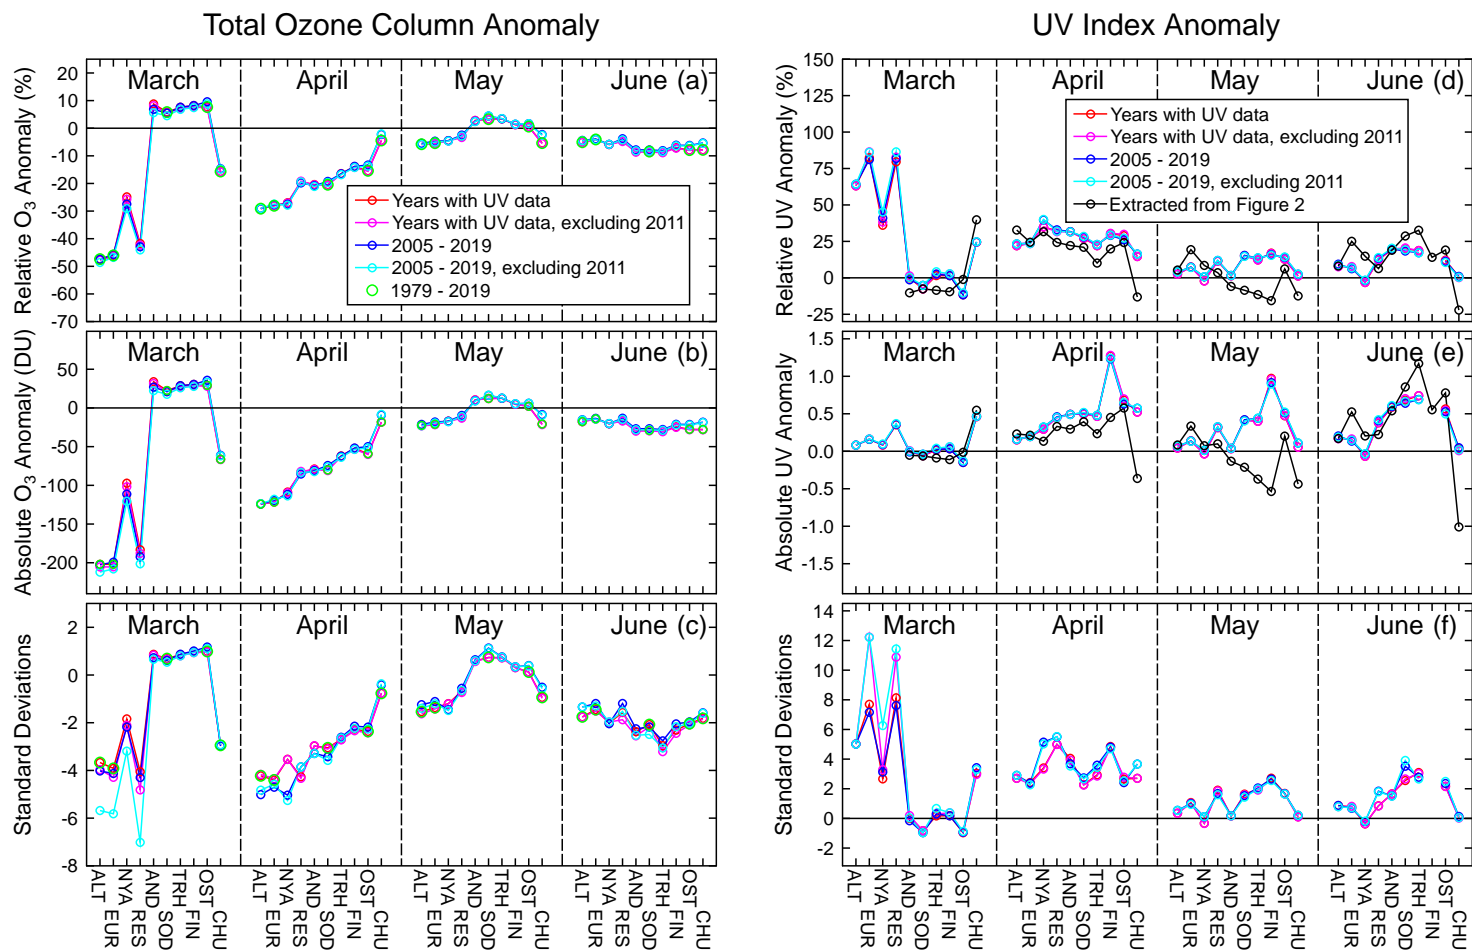 Total Ozone Column Anomaly
UV Index Anomaly
Relative O3 Anomaly (%)
20
10
0
-10
-20
-30
-40
-50
-60
-70
March
April
May
June (a)
Years with UV data
Years with UV data, excluding 2011
2005 - 2019
2005 - 2019, excluding 2011
1979 - 2019
Absolute O3 Anomaly (DU)
50
0
-50
-100
-150
-200
March
April
May
June (b)
Standard Deviations
2
0
-2
-4
-6
-8
March
April
May
June (c)
ALT
EUR
NYA
RES
AND
SOD
TRH
FIN
OST
CHU
ALT
EUR
NYA
RES
AND
SOD
TRH
FIN
OST
CHU
ALT
EUR
NYA
RES
AND
SOD
TRH
FIN
OST
CHU
ALT
EUR
NYA
RES
AND
SOD
TRH
FIN
OST
CHU
Relative UV Anomaly (%)
150
125
100
75
50
25
0
-25
March
April
May
June (d)
Years with UV data
Years with UV data, excluding 2011
2005 - 2019
2005 - 2019, excluding 2011
Extracted from Figure 2
Absolute UV Anomaly
1.5
1.0
0.5
0.0
-0.5
-1.0
-1.5
March
April
May
June (e)
Standard Deviations
14
12
10
8
6
4
2
0
-2
March
April
May
June (f)
ALT
EUR
NYA
RES
AND
SOD
TRH
FIN
OST
CHU
ALT
EUR
NYA
RES
AND
SOD
TRH
FIN
OST
CHU
ALT
EUR
NYA
RES
AND
SOD
TRH
FIN
OST
CHU
ALT
EUR
NYA
RES
AND
SOD
TRH
FIN
OST
CHU